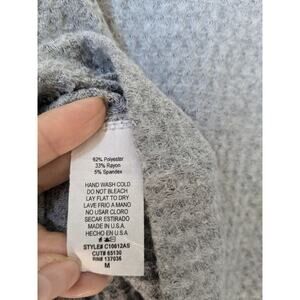 62% Polyester
33% Rayon
5% Spandex
HAND WASH COLD
DO NOT BLEACH
LAY FLAT TO DRY
LAVE FRIO A MANO
NO USAR CLORO
SECAR ESTIRADO
MADE IN U.S.A.
HECHO EN U.S.A
STYLE# C10612AS
CUT# 65130
RN# 137036
M